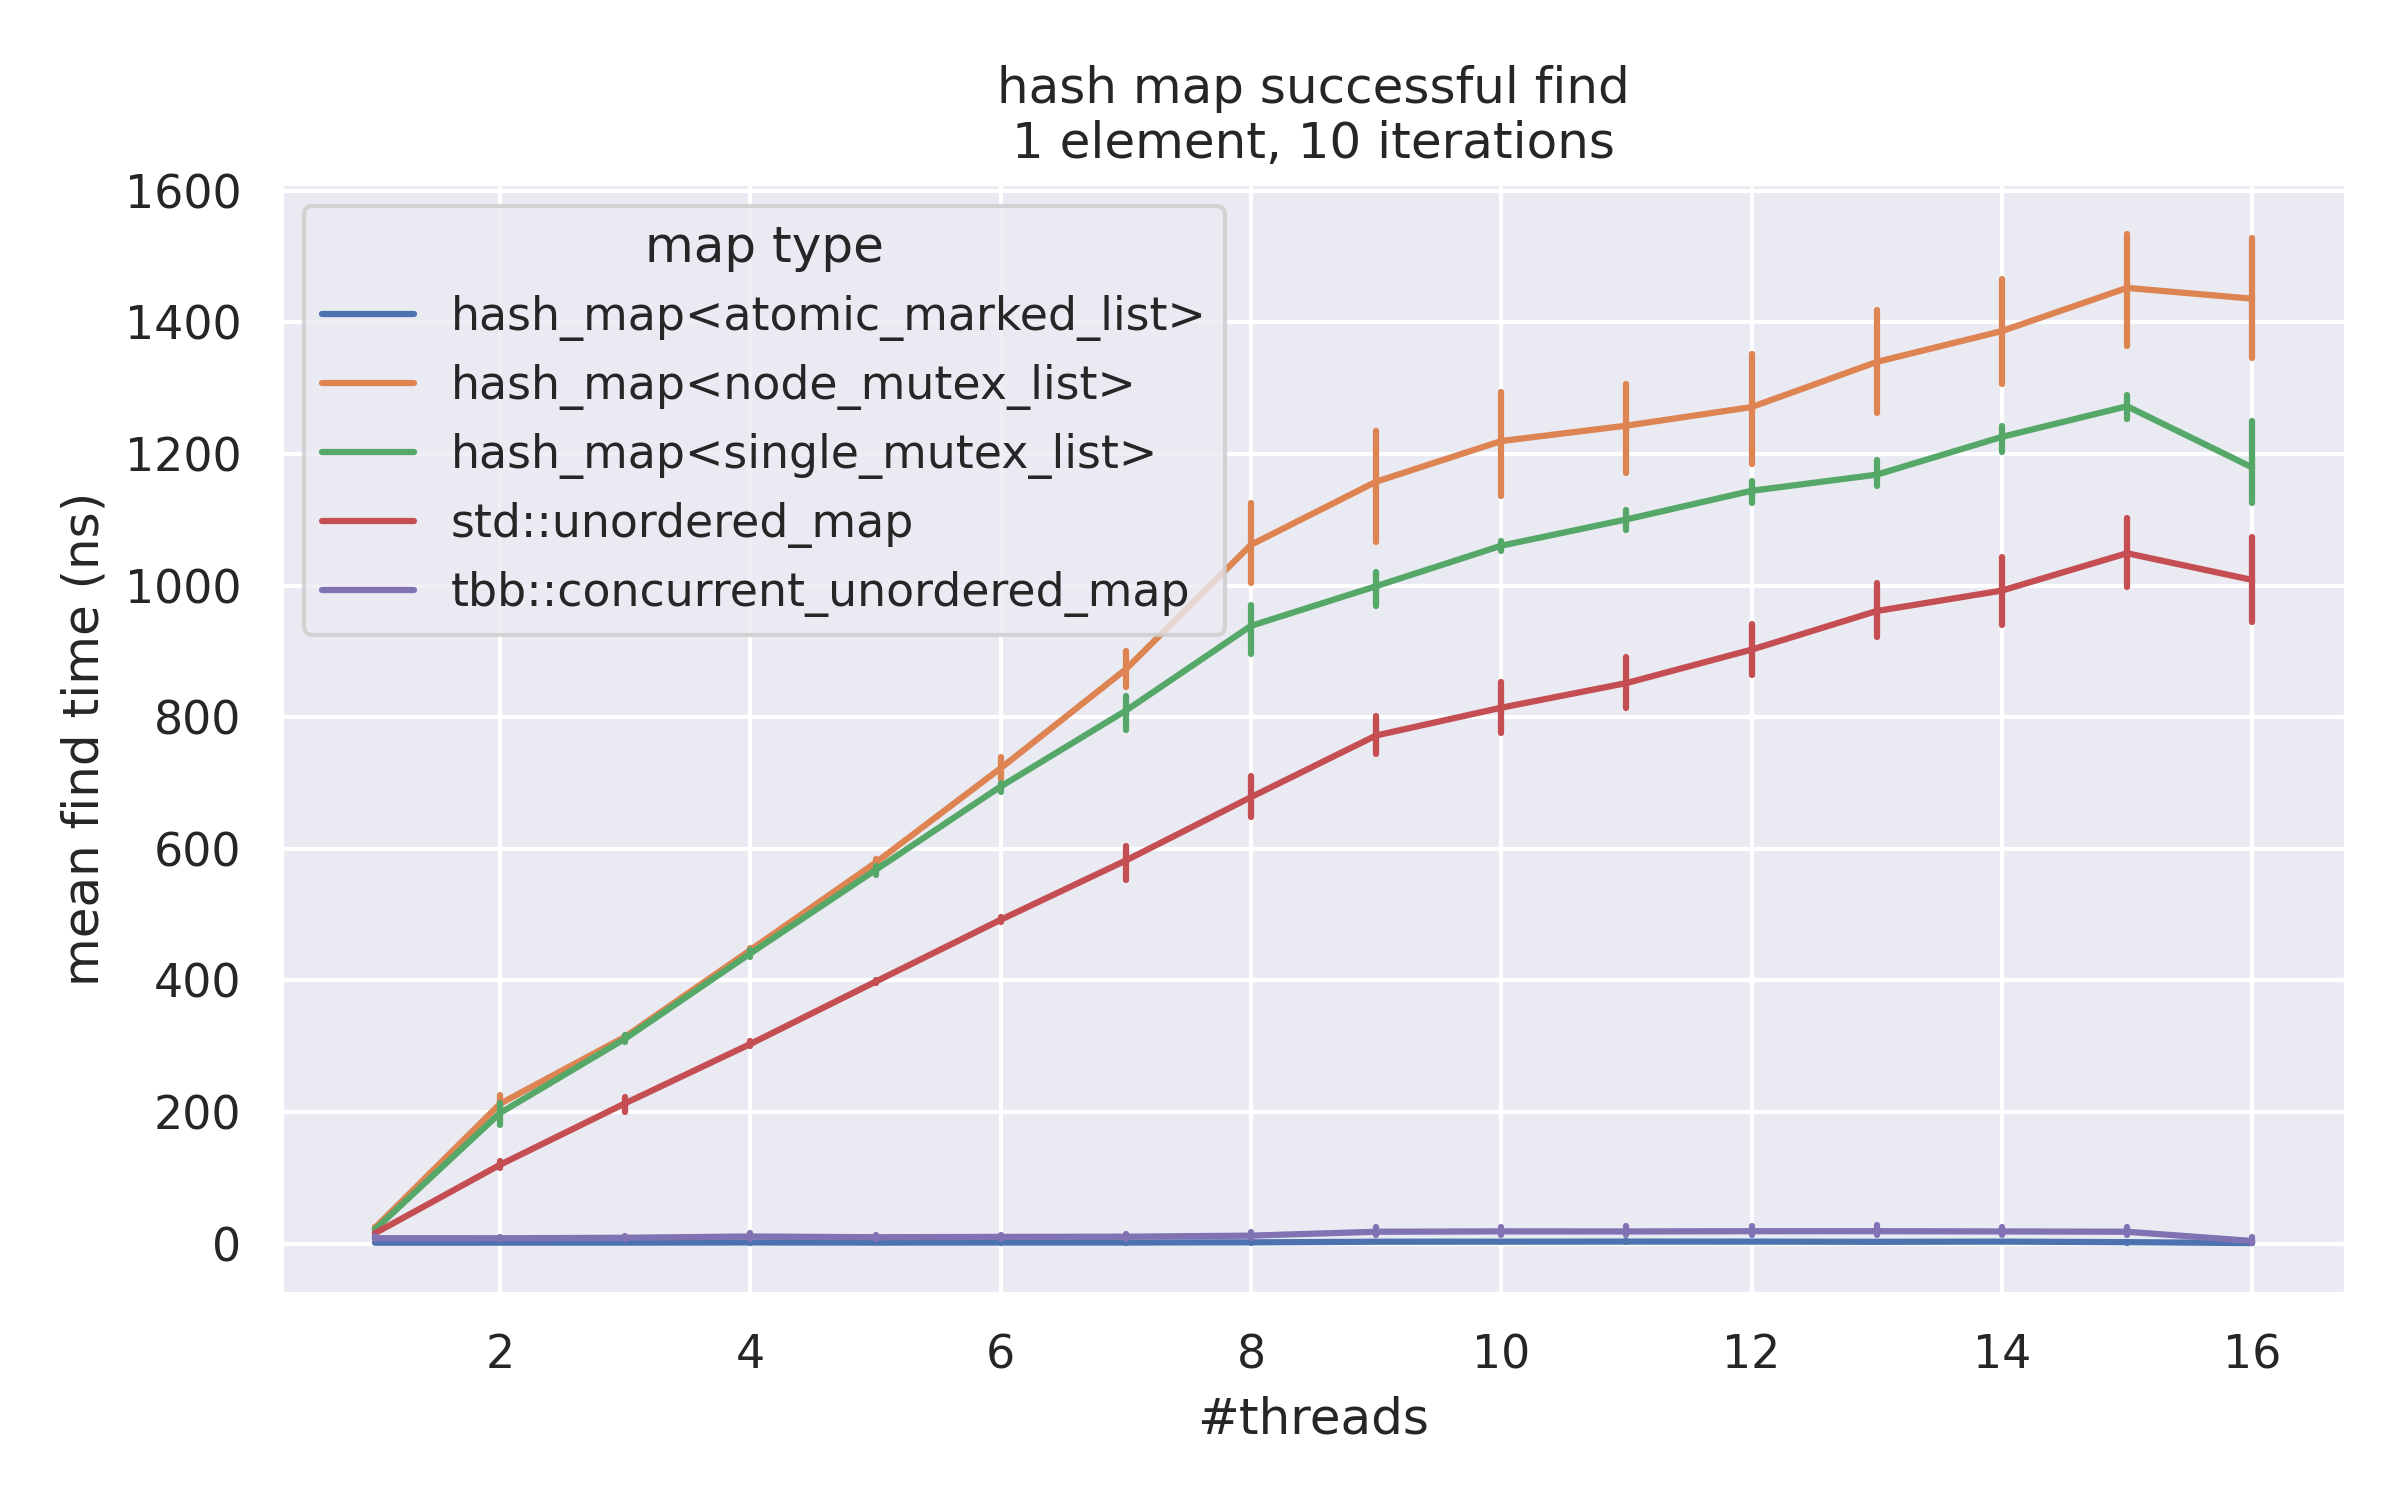 hash map successful find
1 element, 10 iterations
1600
1400
1200
1000
800
600
400
200
0
mean find time (ns)
map type
hash_map<atomic_marked_list>
hash_map<node_mutex_list>
hash_map<single_mutex_list>
std::unordered_map
tbb::concurrent_unordered_map
2 4 6 8 10 12 14 16
#threads